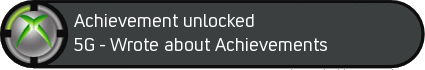 Achievement unlocked
5G - Wrote about Achievements